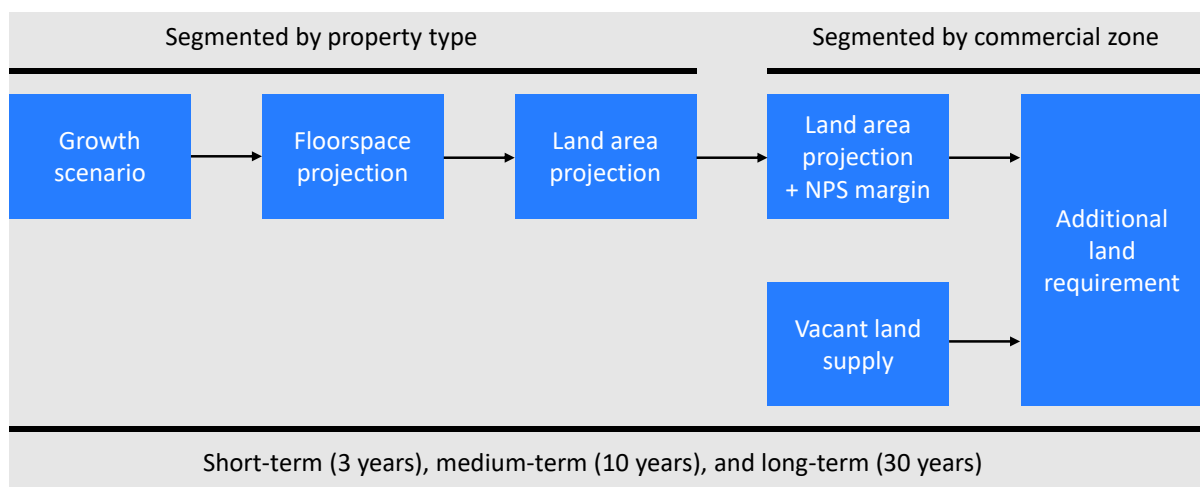 Segmented by property type
Segmented by commercial zone
Growth
scenario
Floorspace
projection
Land area
projection
Land area
projection
+ NPS margin
Additional
land
requirement
Vacant land
supply
Short-term (3 years), medium-term (10 years), and long-term (30 years)